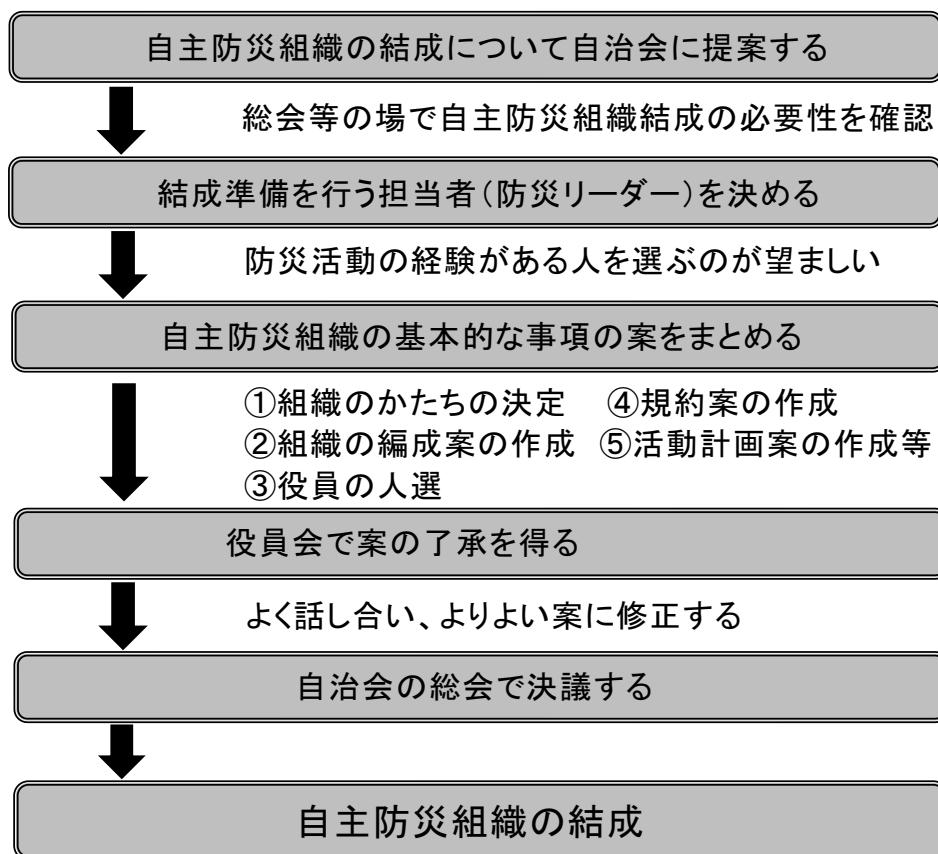 自主防災組織の結成について自治会に提案する
総会等の場で自主防災組織結成の必要性を確認
結成準備を行う担当者（防災リーダー）を決める
防災活動の経験がある人を選ぶのが望ましい
自主防災組織の基本的な事項の案をまとめる
①組織のかたちの決定　④規約案の作成
②組織の編成案の作成　⑤活動計画案の作成等
③役員の人選
役員会で案の了承を得る
よく話し合い、よりよい案に修正する
自治会の総会で決議する
自主防災組織の結成